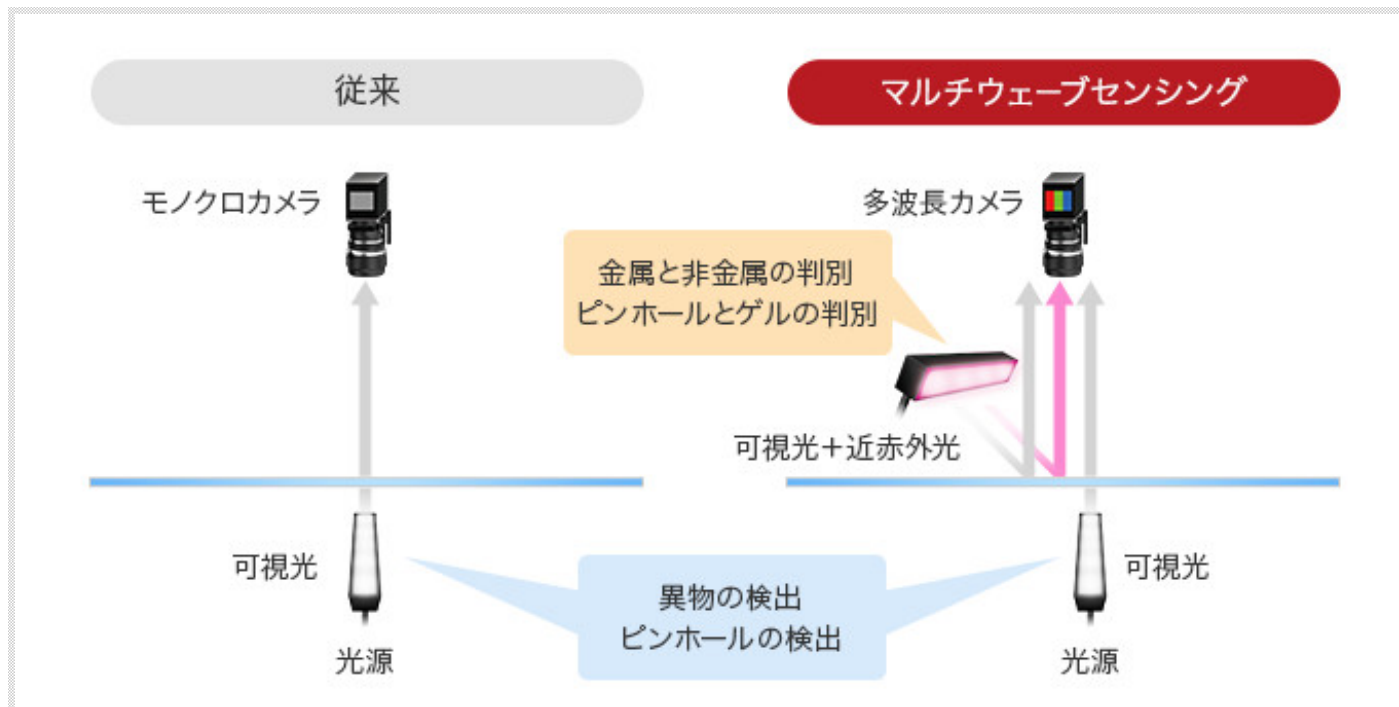 従来
マルチウェーブセンシング
モノクロカメラ
多波長カメラ
金属と非金属の判別
ピンホールとゲルの判別
可視光＋近赤外光
可視光
異物の検出
ピンホールの検出
可視光
光源
光源